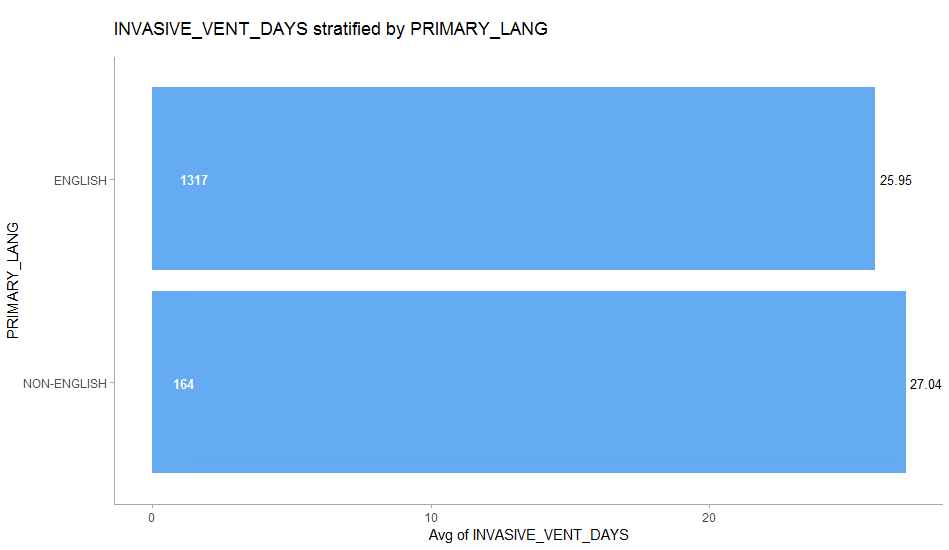 INVASIVE_VENT_DAYS stratified by PRIMARY_LANG
ENGLISH
1317
25.95
PRIMARY_LANG
NON-ENGLISH
164
27.04
0
10
20
Avg of INVASIVE_VENT_DAYS